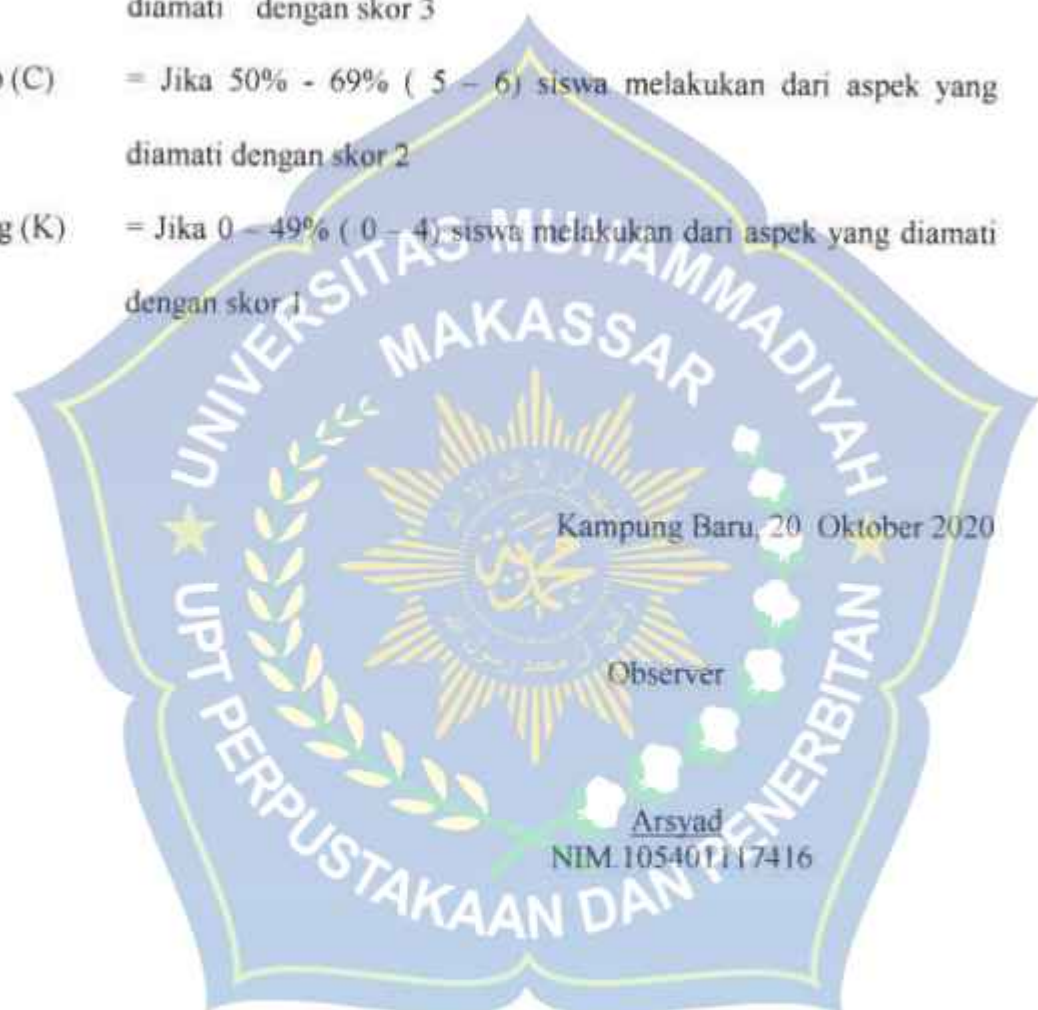 diamati dengan skor 3
(C) = Jika 50% - 69% ( 5 – 6) siswa melakukan dari aspek yang
diamati dengan skor 2
g (K) = Jika 0 – 49% ( 0 – 4) siswa melakukan dari aspek yang diamati
dengan skor 1
UNIVERSITAS MUHAMMADIYAH
MAKASSAR
Kampung Baru, 20 Oktober 2020
Observer
Arsyad
NIM.105401117416
UPT PERPUSTAKAAN DAN PENERBITAN